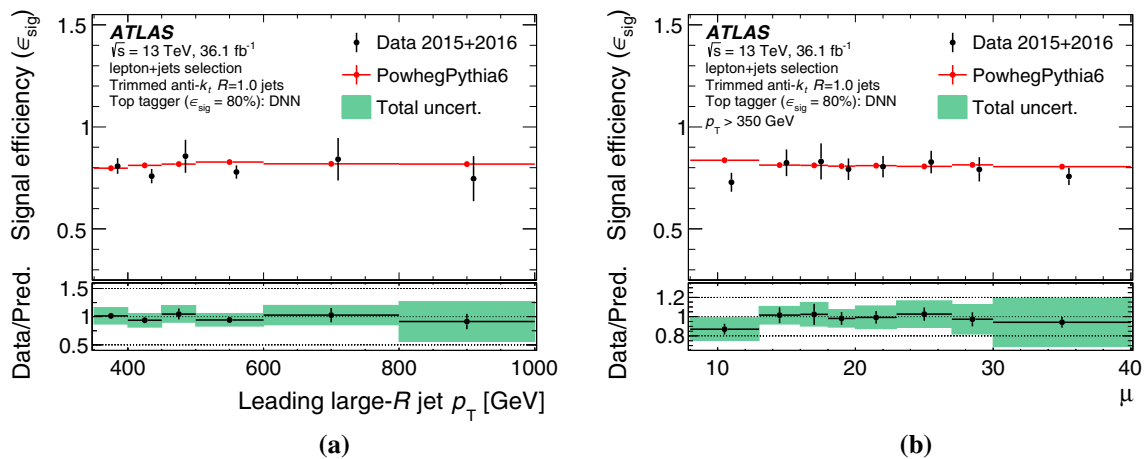 Signal efficiency (ϵsig)
1.5
1
0.5
ATLAS
√s = 13 TeV, 36.1 fb-1
lepton+jets selection
Trimmed anti-kt R=1.0 jets
Top tagger (ϵsig = 80%): DNN
Data 2015+2016
PowhegPythia6
Total uncert.
Data/Pred.
1.5
1.0
0.5
400 500 600 700 800 900 1000
Leading large-R jet pT [GeV]
(a)
Signal efficiency (ϵsig)
1.5
1
0.5
ATLAS
√s = 13 TeV, 36.1 fb-1
lepton+jets selection
Trimmed anti-kt R=1.0 jets
Top tagger (ϵsig = 80%): DNN
pT > 350 GeV
Data 2015+2016
PowhegPythia6
Total uncert.
Data/Pred.
1.2
1
0.8
10 20 30 40
μ
(b)